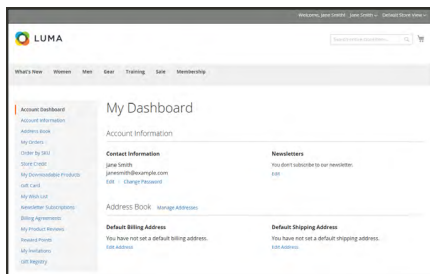 Welcome, Jane Smith! Jane Smith Default Store View
LUMA
What's New Women Men Gear Training Sale Membership
Account Dashboard
Account Information
Address Book
My Orders
Order by SKU
Store Credit
My Downloadable Products
Gift Card
My Wish List
Newsletter Subscriptions
Billing Agreements
My Product Reviews
Reward Points
My Invitations
Gift Registry
My Dashboard
Account Information
Contact Information
Jane Smith
janesmith@example.com
Edit Change Password
Newsletters
You don't subscribe to our newsletter.
Edit
Address Book Manage Addresses
Default Billing Address
You have not set a default billing address.
Edit Address
Default Shipping Address
You have not set a default shipping address.
Edit Address